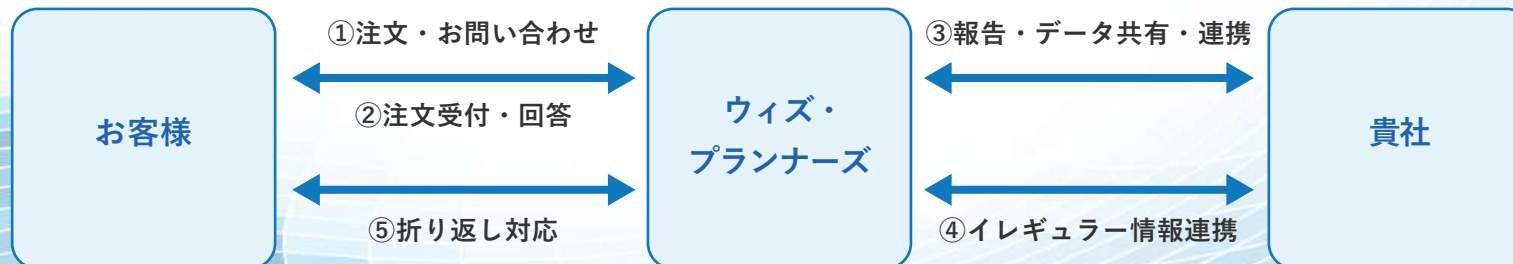 お客様
①注文・お問い合わせ
②注文受付・回答
⑤折り返し対応
ウィズ・
プランナーズ
③報告・データ共有・連携
④イレギュラー情報連携
貴社